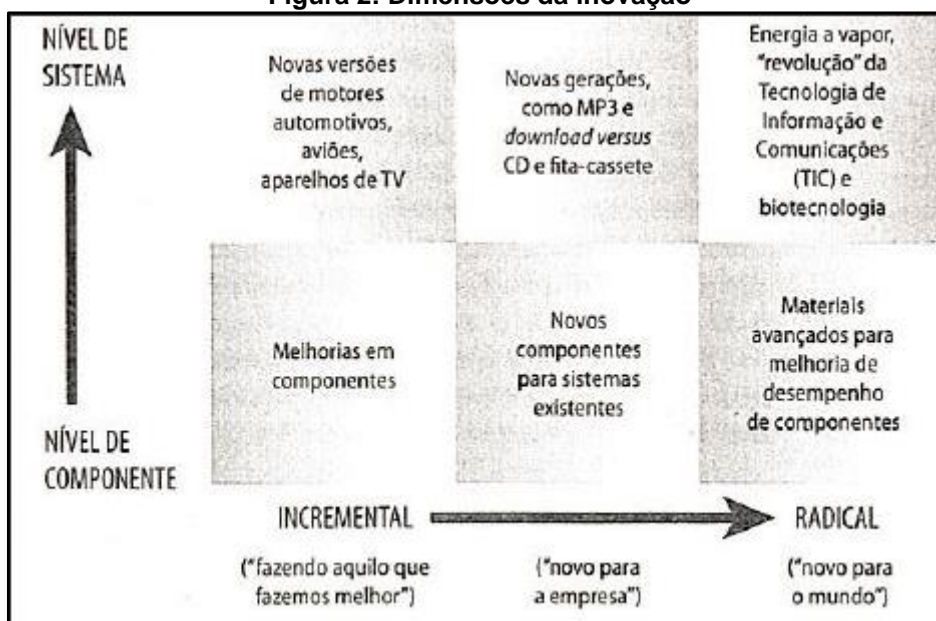 Figura 2: Dimensões da inovação
NÍVEL DE
SISTEMA
Novas versões
de motores
automotivos,
aviões,
aparelhos de TV
Novas gerações,
como MP3 e
download versus
CD e fita-cassete
Energia a vapor,
"revolução" da
Tecnologia de
Informação e
Comunicações
(TIC) e
biotecnologia
Melhorias em
componentes
Novos
componentes
para sistemas
existentes
Materiais
avançados para
melhoria de
desempenho
de componentes
NÍVEL DE
COMPONENTE
INCREMENTAL
RADICAL
("fazendo aquilo que
fazemos melhor")
("novo para
a empresa")
("novo para
o mundo")